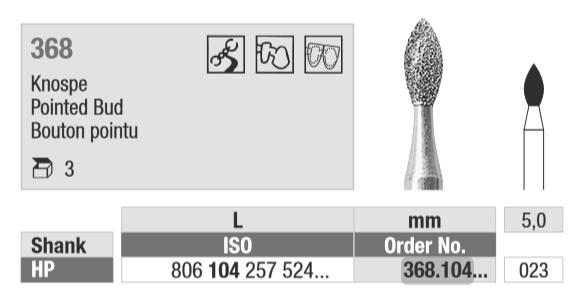 368
Knospe
Pointed Bud
Bouton pointu
3
L mm 5,0
Shank ISO Order No.
HP 806 104 257 524... 368.104... 023